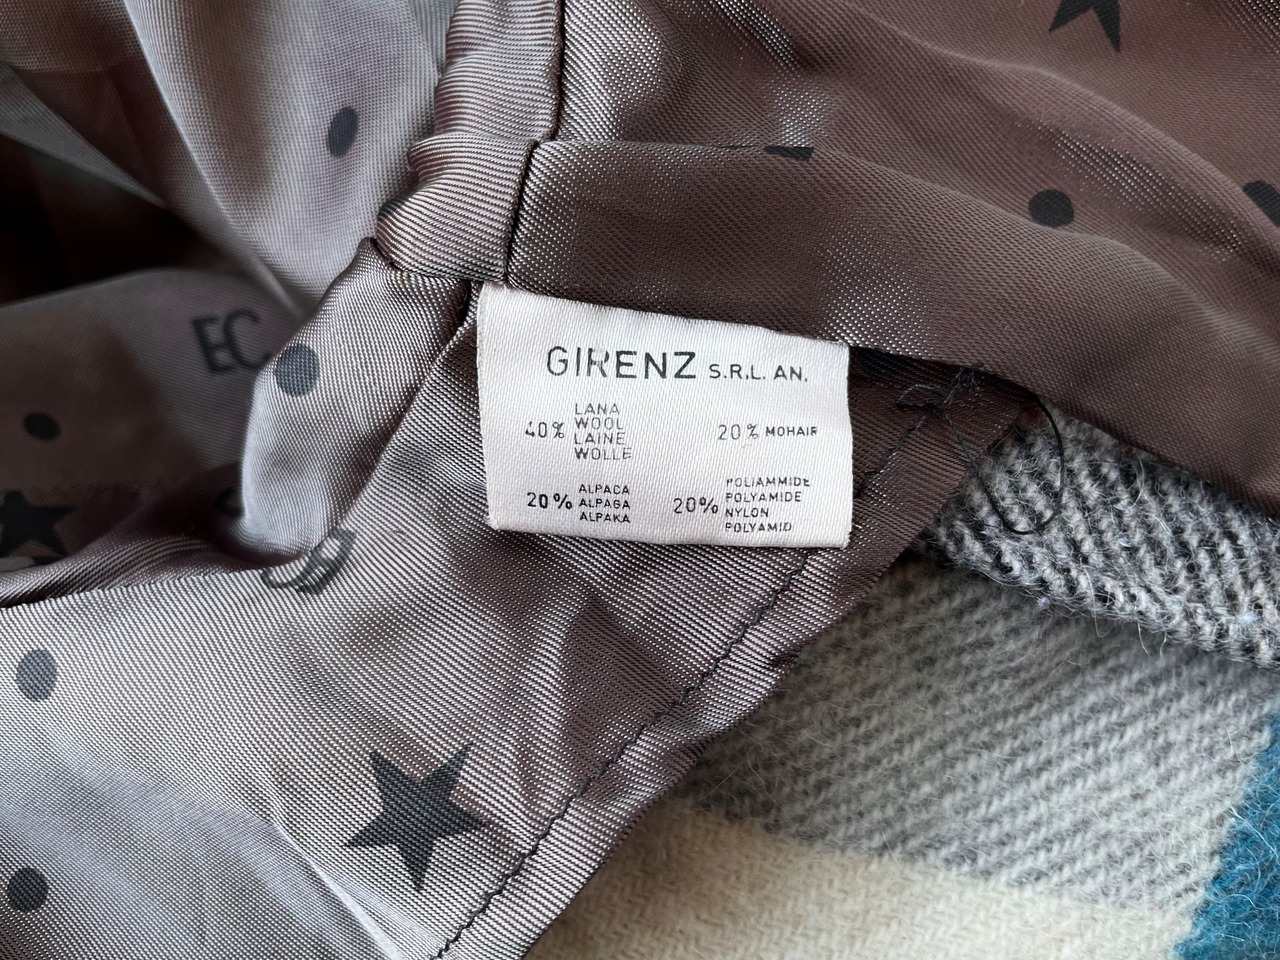 EC
GIRENZ S.R.L. AN.
40% LANA
WOOL
LAINE
WOLLE
20% MOHAIR
20% ALPACA
ALPAGA
ALPAKA
20% POLIAMMIDE
POLYAMIDE
NYLON
POLYAMID